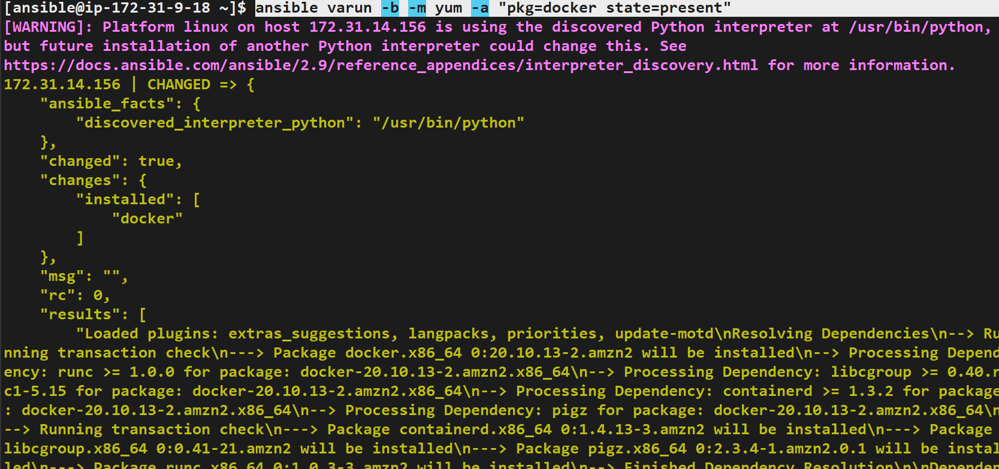 [ansible@ip-172-31-9-18 ~]$ ansible varun -b -m yum -a "pkg=docker state=present"
[WARNING]: Platform linux on host 172.31.14.156 is using the discovered Python interpreter at /usr/bin/python,
but future installation of another Python interpreter could change this. See
https://docs.ansible.com/ansible/2.9/reference_appendices/interpreter_discovery.html for more information.
172.31.14.156 | CHANGED => {
    "ansible_facts": {
        "discovered_interpreter_python": "/usr/bin/python"
    },
    "changed": true,
    "changes": {
        "installed": [
            "docker"
        ]
    },
    "msg": "",
    "rc": 0,
    "results": [
        "Loaded plugins: extras_suggestions, langpacks, priorities, update-motd\nResolving Dependencies\n--> Ru
nning transaction check\n---> Package docker.x86_64 0:20.10.13-2.amzn2 will be installed\n--> Processing Depend
ency: runc >= 1.0.0 for package: docker-20.10.13-2.amzn2.x86_64\n--> Processing Dependency: libcgroup >= 0.40.r
c1-5.15 for package: docker-20.10.13-2.amzn2.x86_64\n--> Processing Dependency: containerd >= 1.3.2 for package
: docker-20.10.13-2.amzn2.x86_64\n--> Processing Dependency: pigz for package: docker-20.10.13-2.amzn2.x86_64\n
--> Running transaction check\n---> Package containerd.x86_64 0:1.4.13-3.amzn2 will be installed\n---> Package
libcgroup.x86_64 0:0.41-21.amzn2 will be installed\n---> Package pigz.x86_64 0:2.3.4-1.amzn2.0.1 will be instal
led\n---> Package runc.x86_64 0:1.0.3-3.amzn2 will be installed\n--> Finished Dependency Resolution\n\nDependen